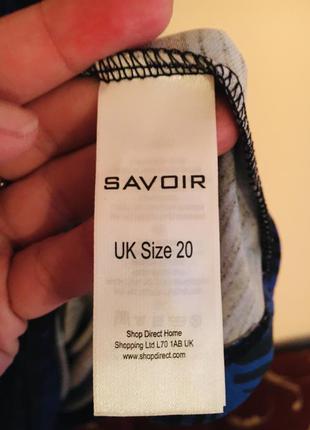 SAVOIR
UK Size 20
Shop Direct Home
Shopping Ltd L70 1AB UK
www.shopdirect.com